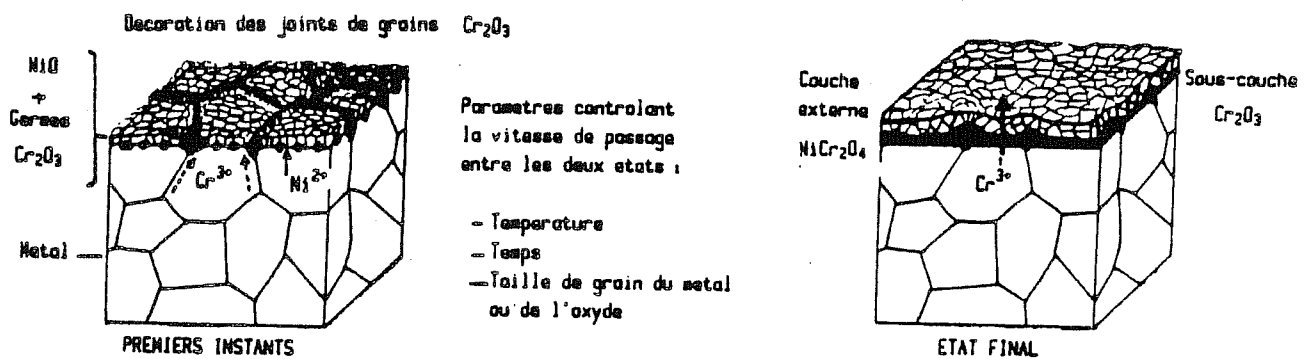 Decoration des joints de grains Cr₂O₃
NiO
+
Germes
Cr₂O₃
Metal
Cr³⁺
Ni²⁺
PREMIERS INSTANTS
Parametres controlant
la vitesse de passage
entre les deux etats :
- Temperature
- Temps
- Taille de grain du metal
ou de l'oxyde
Couche
externe
NiCr₂O₄
Sous-couche
Cr₂O₃
Cr³⁺
ETAT FINAL